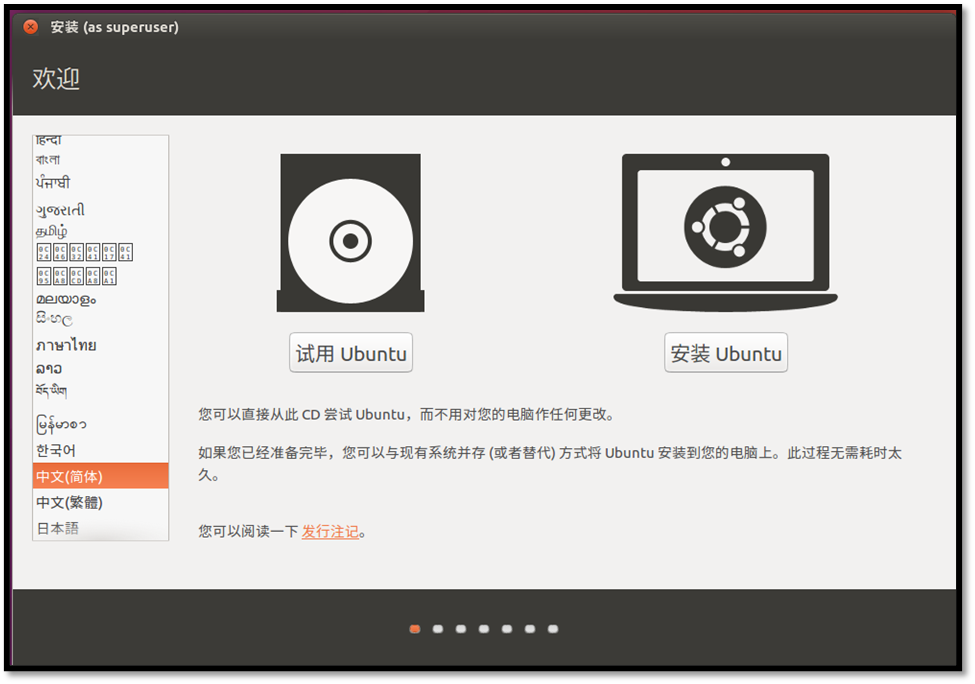 安装 (as superuser)
欢迎
हिन्दी
বাংলা
ਪੰਜਾਬੀ
ગુજરાતી
தமிழ்
മലയാളം
සිංහල
ภาษาไทย
ລາວ
བོད་ཡིག
မြန်မာစာ
한국어
中文(简体)
中文(繁體)
日本語
试用 Ubuntu
安装 Ubuntu
您可以直接从此 CD 尝试 Ubuntu，而不用对您的电脑作任何更改。
如果您已经准备完毕，您可以与现有系统并存 (或者替代) 方式将 Ubuntu 安装到您的电脑上。此过程无需耗时太
久。
您可以阅读一下 发行注记。